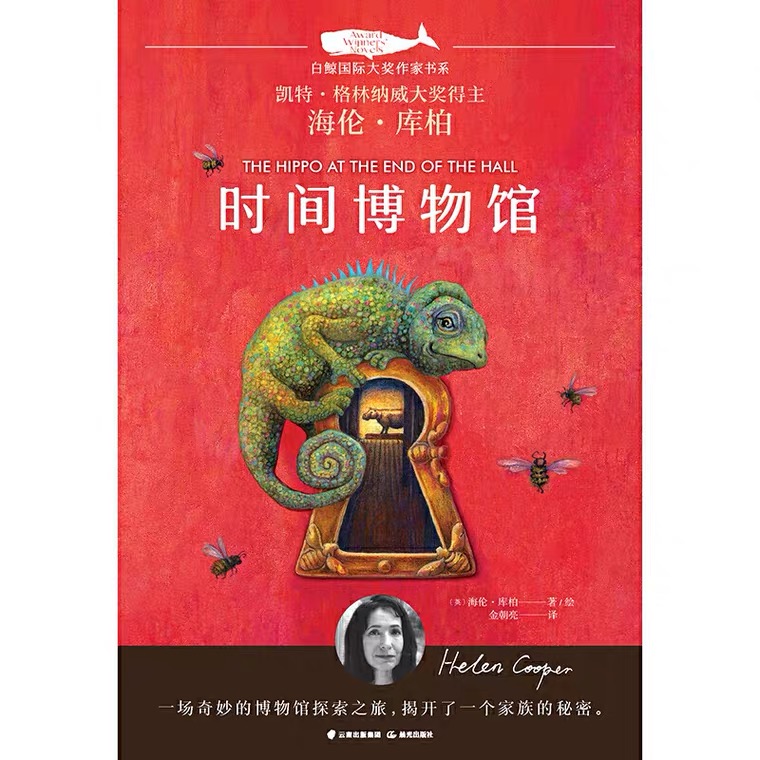 Award
Winners'
Novels
白鲸国际大奖作家书系
凯特·格林纳威大奖得主
海伦·库柏
THE HIPPO AT THE END OF THE HALL
时间博物馆
（英）海伦·库柏——著/绘
金朝亮——译
Helen Cooper
一场奇妙的博物馆探索之旅，揭开了一个家族的秘密。
云南出版集团 晨光出版社